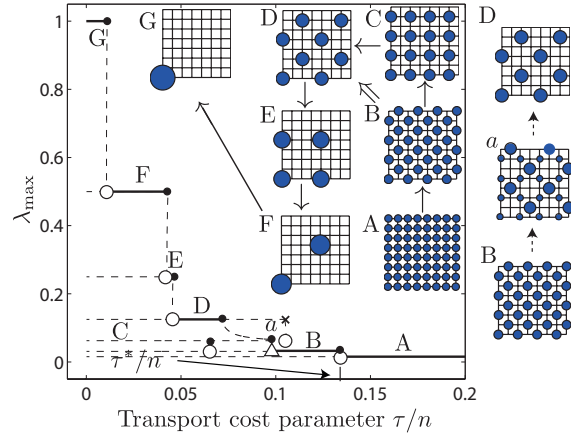 G D C D
1
G
B
0.8
E
a
λmax
0.6
F
F A
0.4
B
E
0.2
D
a
C
B A
τ*/n
0
0 0.05 0.1 0.15 0.2
Transport cost parameter τ/n